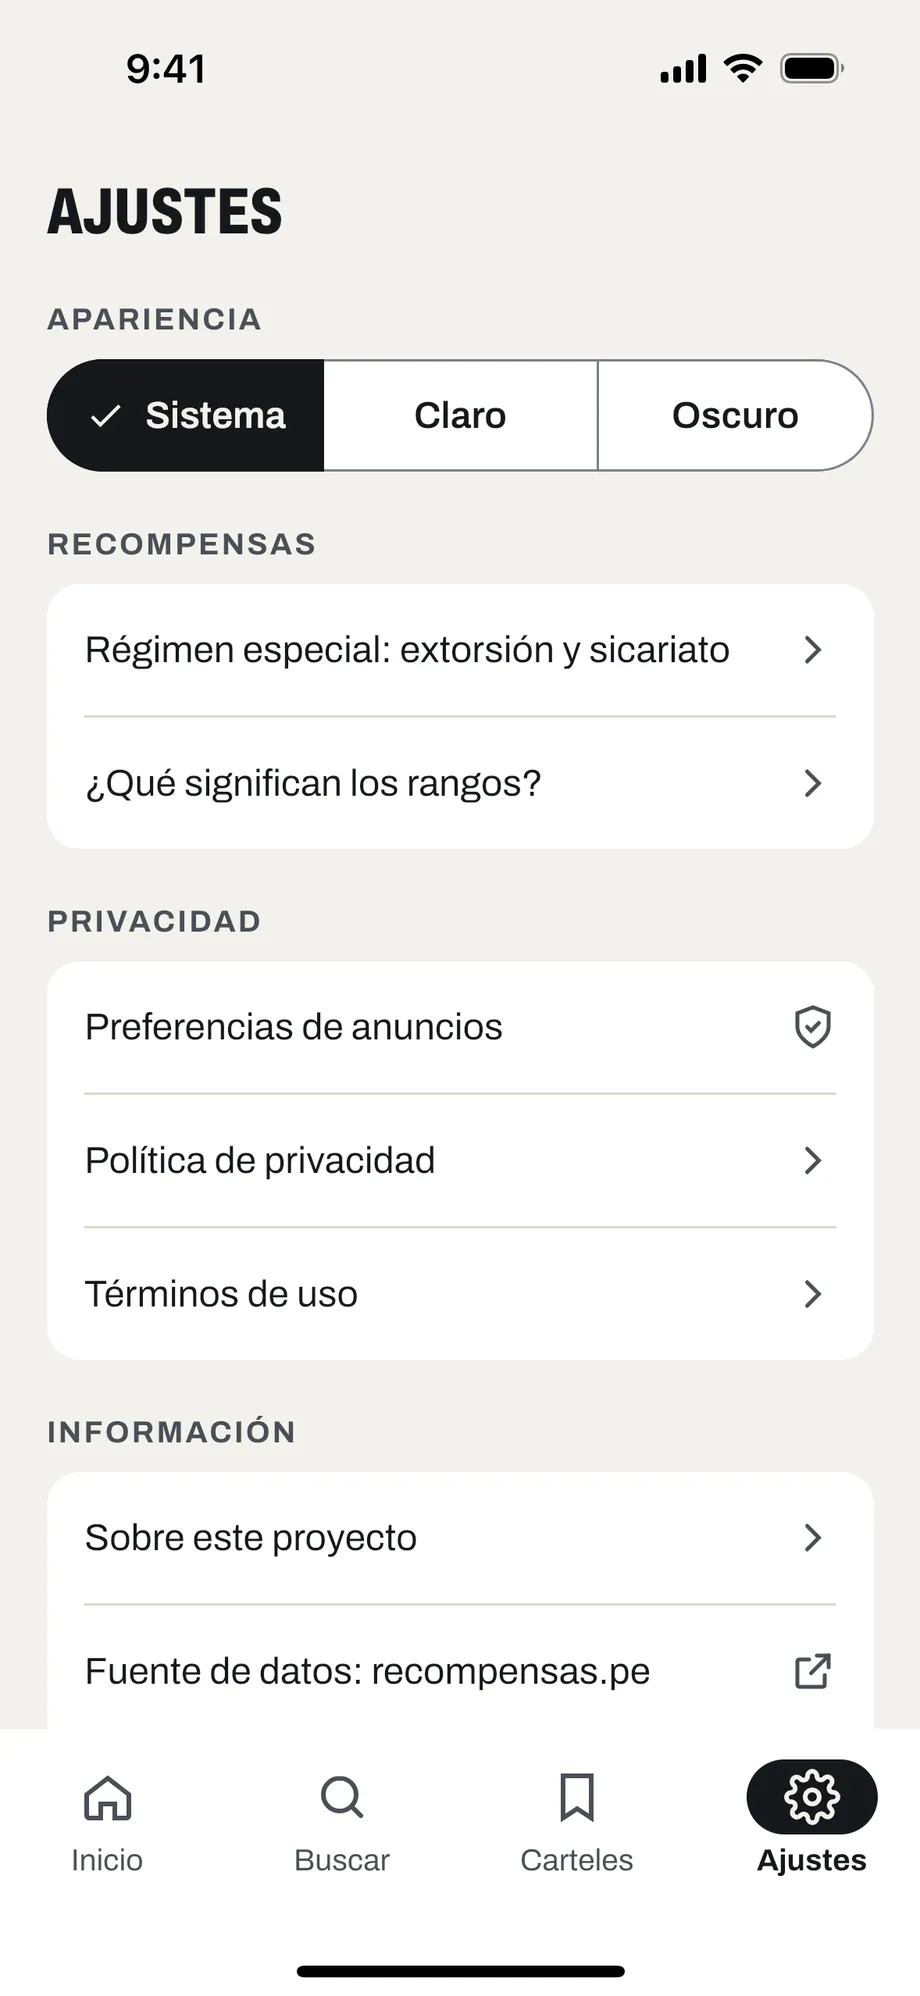 9:41
AJUSTES
APARIENCIA
Sistema
Claro
Oscuro
RECOMPENSAS
Régimen especial: extorsión y sicariato
¿Qué significan los rangos?
PRIVACIDAD
Preferencias de anuncios
Política de privacidad
Términos de uso
INFORMACIÓN
Sobre este proyecto
Fuente de datos: recompensas.pe
Inicio
Buscar
Carteles
Ajustes